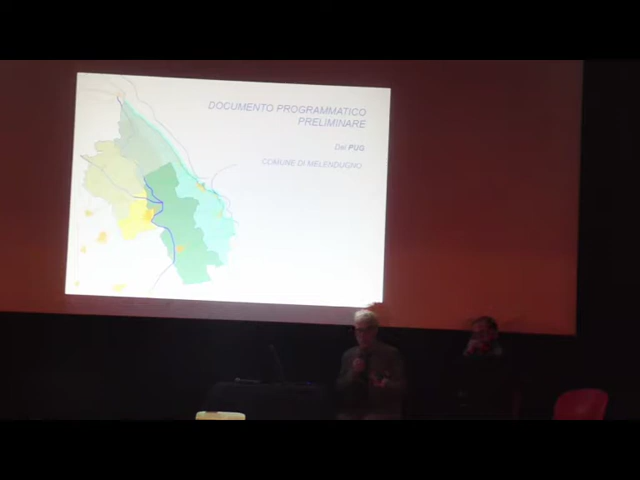 DOCUMENTO PROGRAMMATICO
PRELIMINARE
Del PUG
COMUNE DI MELENDUGNO